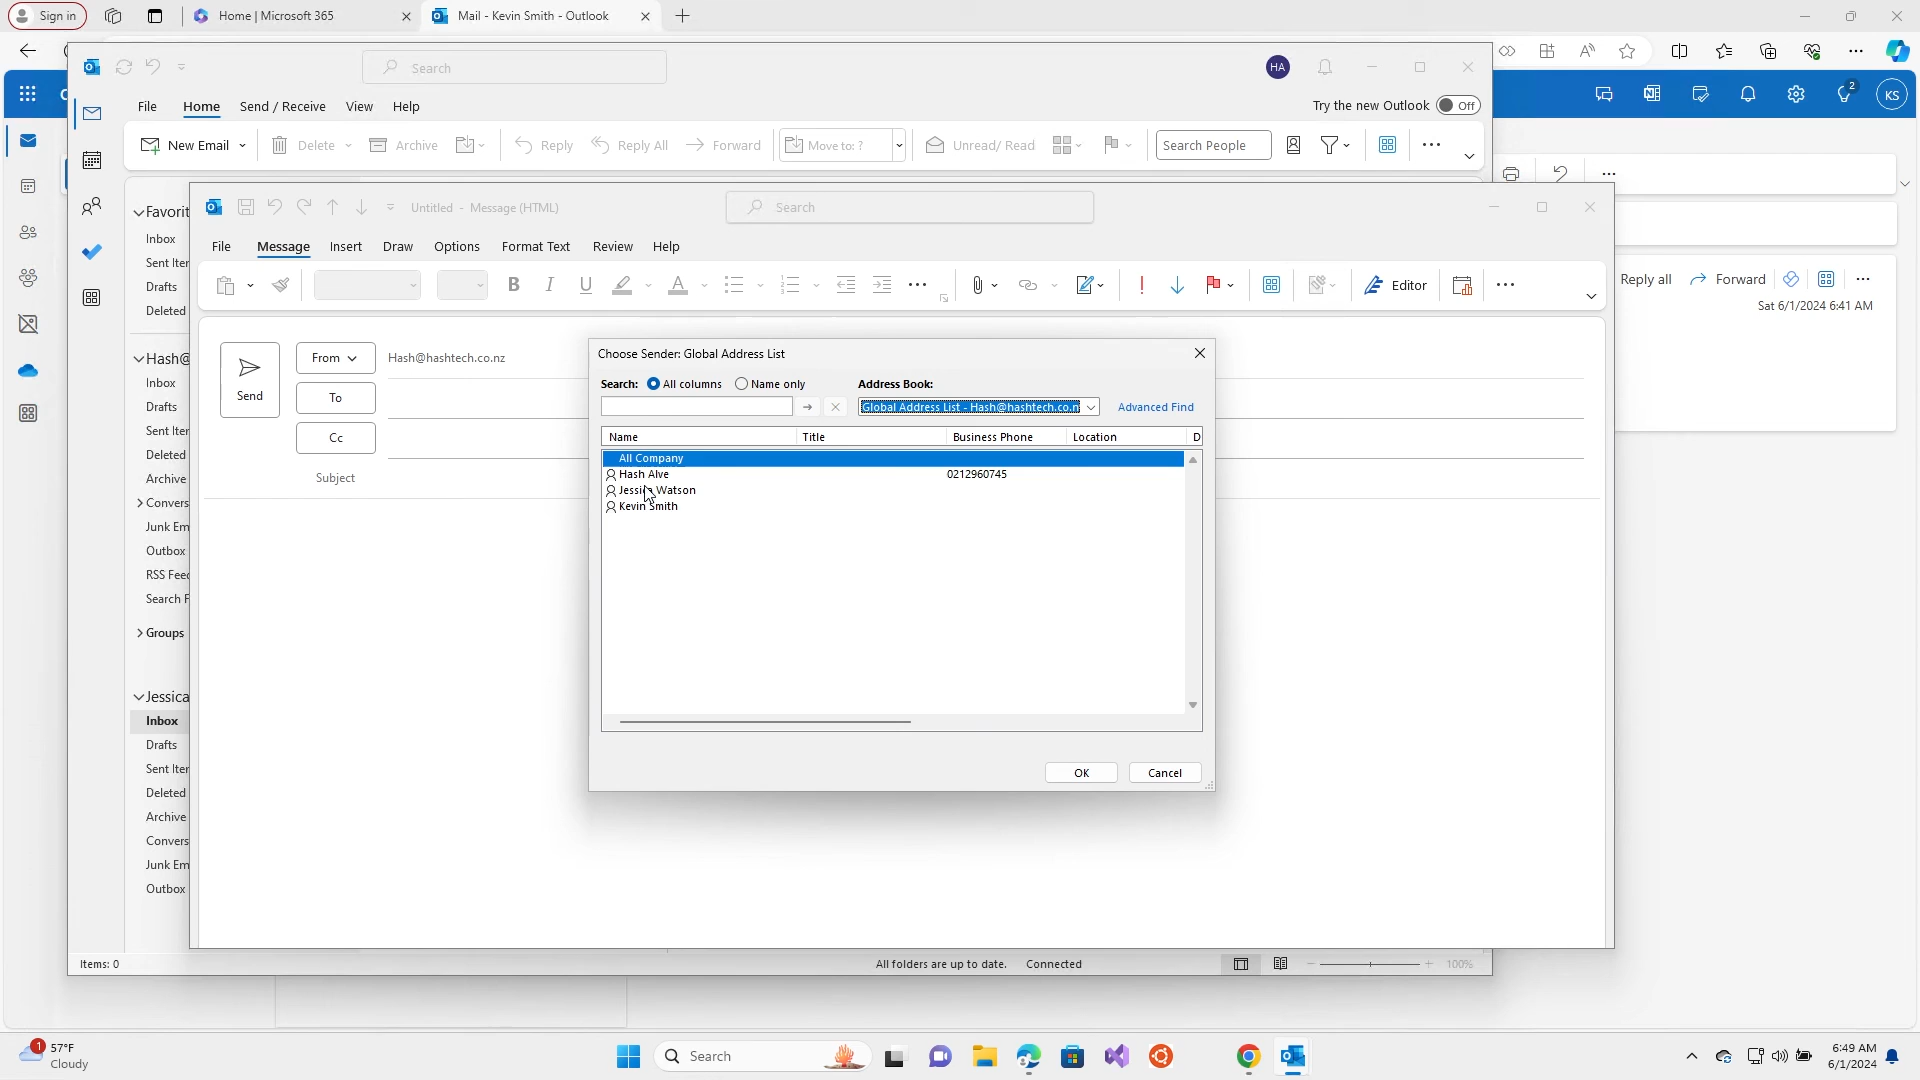 Sign in
Home | Microsoft 365
Mail - Kevin Smith - Outlook
Search
HA
File Home Send / Receive View Help
Try the new Outlook Off
2
KS
New Email Delete Archive Reply Reply All Forward Move to: ? Unread/ Read Search People
Favorit
Inbox
Sent Iter
Drafts
Deleted
Hash@
Inbox
Drafts
Sent Iter
Deleted
Archive
Convers
Junk Em
Outbox
RSS Feed
Search F
Groups
Jessica
Inbox
Drafts
Sent Iter
Deleted
Archive
Convers
Junk Em
Outbox
Untitled - Message (HTML)
Search
File Message Insert Draw Options Format Text Review Help
B I U A Editor
Reply all Forward
Sat 6/1/2024 6:41 AM
Send
From Hash@hashtech.co.nz
To
Cc
Subject
Choose Sender: Global Address List
Search: All columns Name only Address Book:
Global Address List - Hash@hashtech.co.n Advanced Find
Name Title Business Phone Location D
All Company
Hash Alve 0212960745
Jessica Watson
Kevin Smith
OK Cancel
Items: 0 All folders are up to date. Connected 100%
1
57°F
Cloudy
Search
6:49 AM
6/1/2024